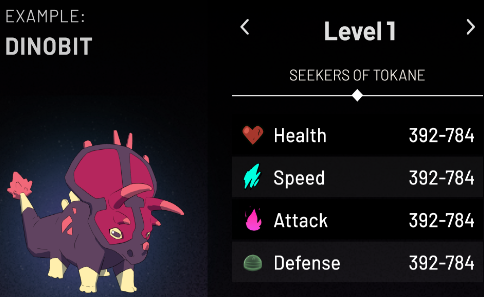 EXAMPLE:
DINOBIT
Level 1
SEEKERS OF TOKANE
Health 392-784
Speed 392-784
Attack 392-784
Defense 392-784